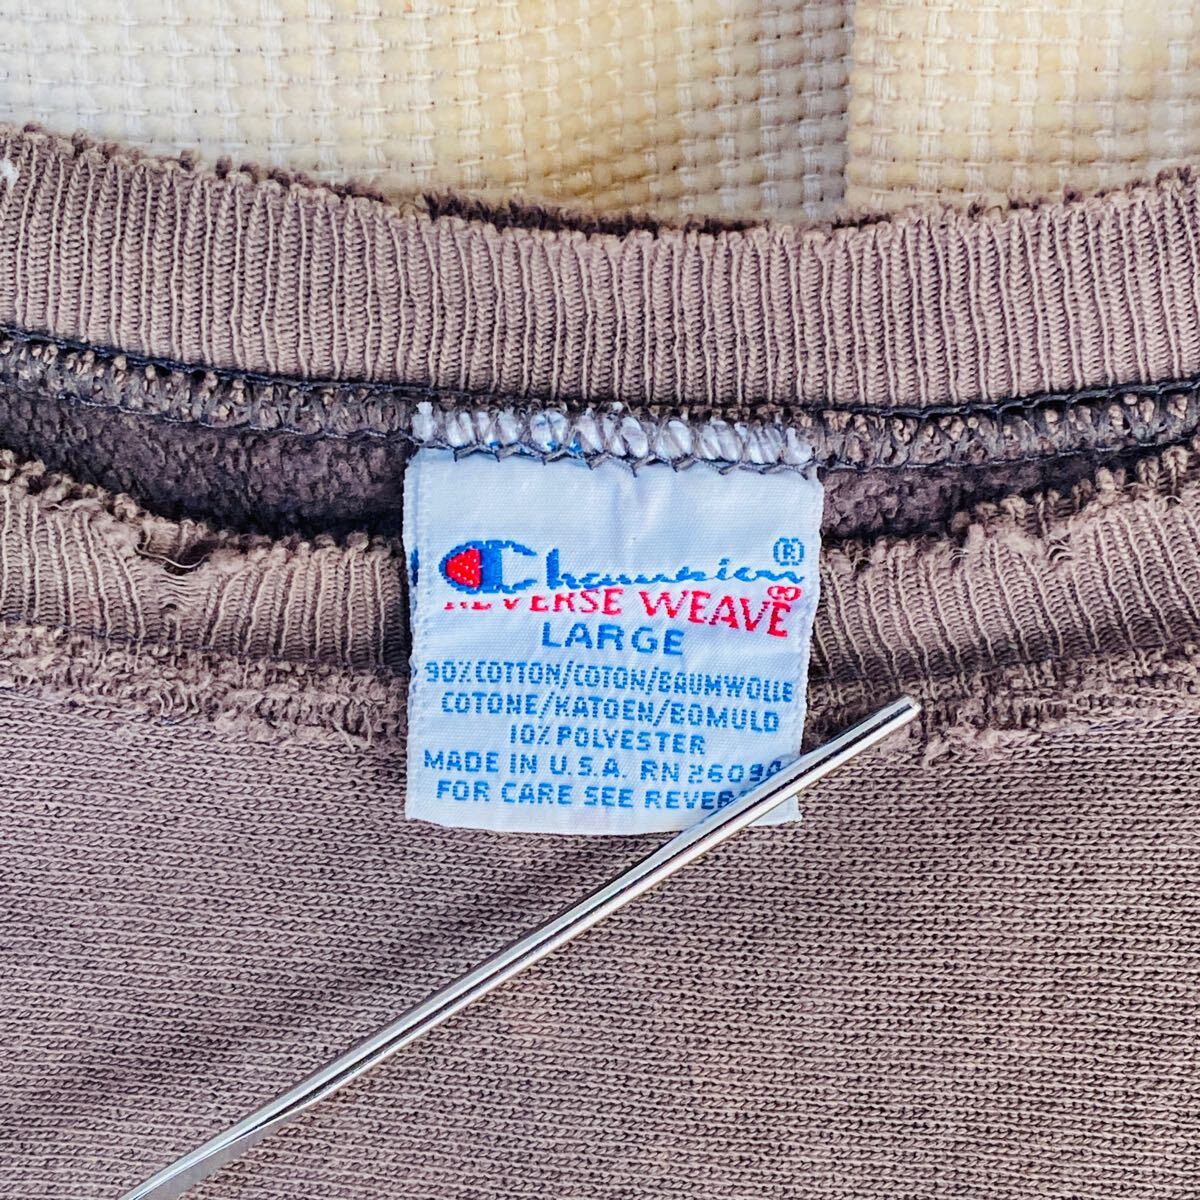 Champion®
REVERSE WEAVE®
LARGE
90% COTTON/COTON/BAUMWOLLE
COTONE/KATOEN/BOMULD
10% POLYESTER
MADE IN U.S.A. RN 26094
FOR CARE SEE